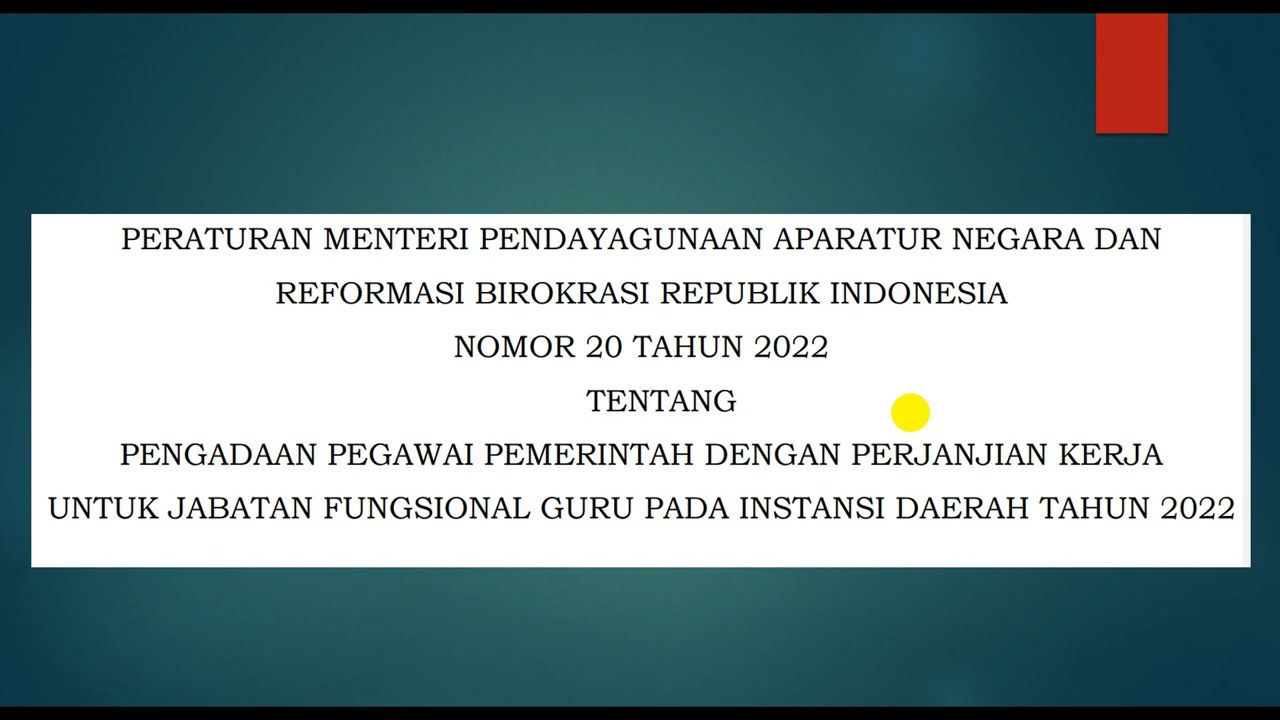 PERATURAN MENTERI PENDAYAGUNAAN APARATUR NEGARA DAN
REFORMASI BIROKRASI REPUBLIK INDONESIA
NOMOR 20 TAHUN 2022
TENTANG
PENGADAAN PEGAWAI PEMERINTAH DENGAN PERJANJIAN KERJA
UNTUK JABATAN FUNGSIONAL GURU PADA INSTANSI DAERAH TAHUN 2022